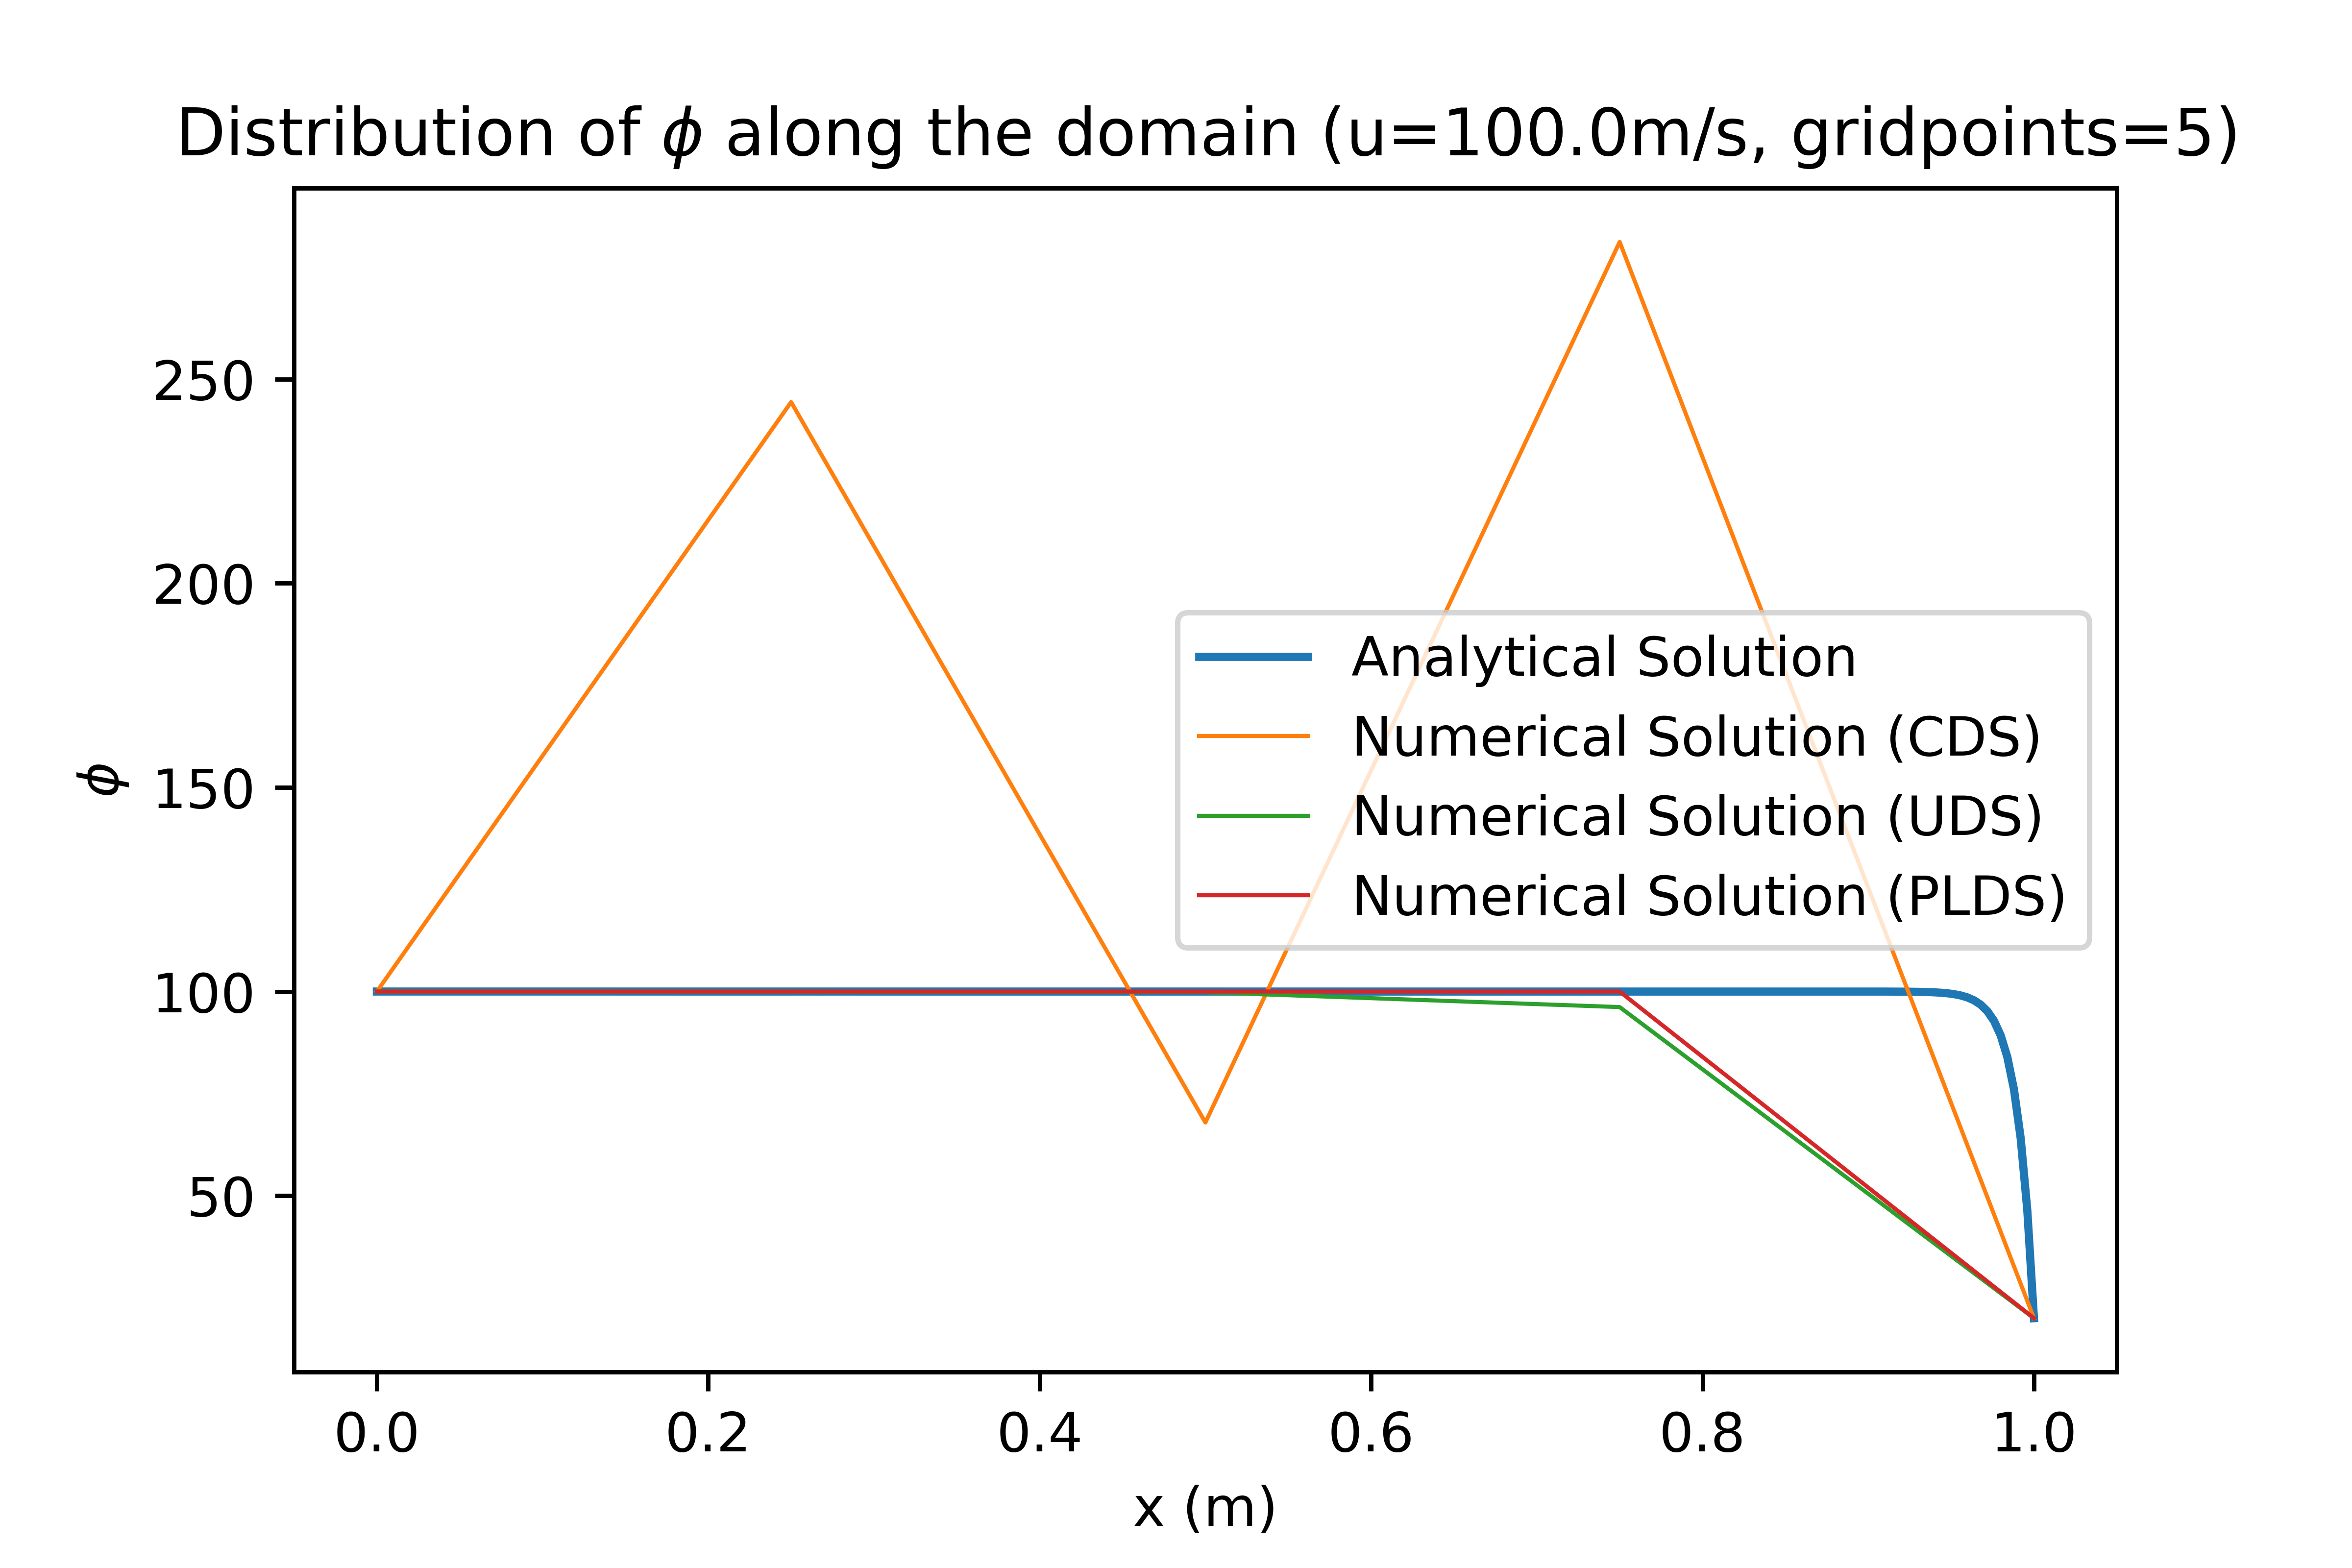 Distribution of ϕ along the domain (u=100.0m/s, gridpoints=5)
ϕ
250
200
150
100
50
Analytical Solution
Numerical Solution (CDS)
Numerical Solution (UDS)
Numerical Solution (PLDS)
0.0 0.2 0.4 0.6 0.8 1.0
x (m)